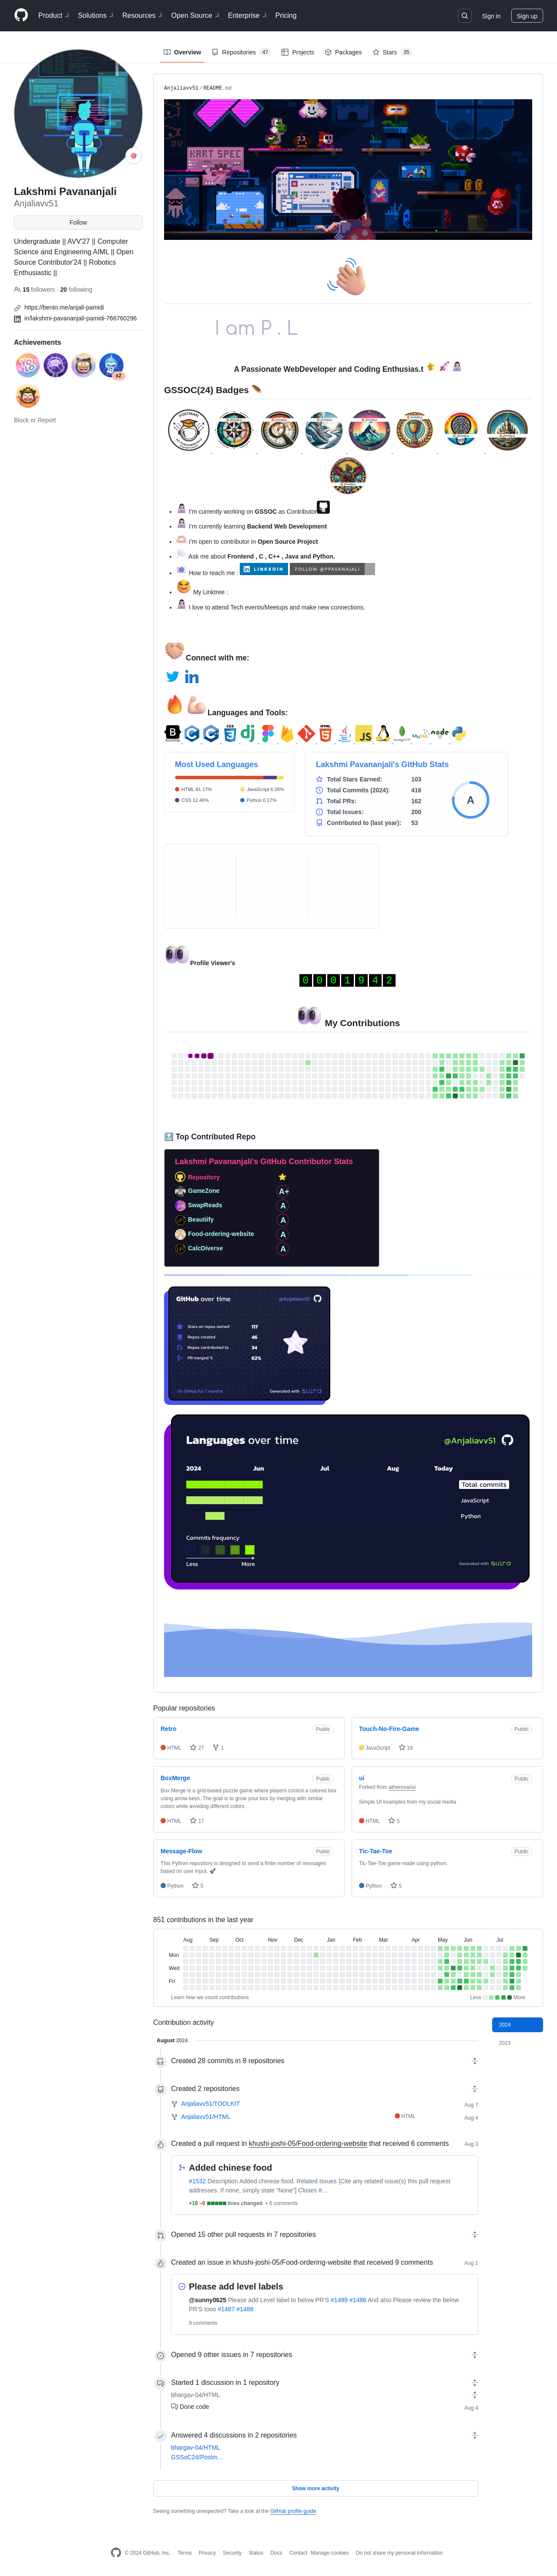 Product Solutions Resources Open Source Enterprise Pricing Sign in Sign up
Overview Repositories 47 Projects Packages Stars 35
Lakshmi Pavananjali
Anjaliavv51
Follow
Undergraduate || AVV'27 || Computer
Science and Engineering AIML || Open
Source Contributor'24 || Robotics
Enthusiastic ||
15 followers · 20 following
https://bento.me/anjali-pamidi
in/lakshmi-pavananjali-pamidi-766760296
Achievements
x2
Block or Report
Anjaliavv51/README.md
I am P . L
A Passionate WebDeveloper and Coding Enthusias.t
GSSOC(24) Badges
I'm currently working on GSSOC as Contributor
I'm currently learning Backend Web Development
I'm open to contributor in Open Source Project
Ask me about Frontend , C , C++ , Java and Python.
How to reach me : LINKEDIN FOLLOW @PPAVANAJALI
My Linktree :
I love to attend Tech events/Meetups and make new connections.
Connect with me:
Languages and Tools:
Most Used Languages
HTML 81.17%
JavaScript 6.26%
CSS 12.40%
Python 0.17%
Lakshmi Pavananjali's GitHub Stats
Total Stars Earned: 103
Total Commits (2024): 416
Total PRs: 162
Total Issues: 200
Contributed to (last year): 53
A
Profile Viewer's
0001942
My Contributions
Top Contributed Repo
Lakshmi Pavananjali's GitHub Contributor Stats
Repository
GameZone A+
SwapReads A
Beautiify A
Food-ordering-website A
CalcDiverse A
GitHub over time @Anjaliavv51
Stars on repos owned 117
Repos created 46
Repos contributed to 34
PR merged % 62%
On GitHub for 7 months Generated with
Languages over time @Anjaliavv51
2024 Jun Jul Aug Today
Total commits
JavaScript
Python
Commits frequency
Less More
Generated with
Popular repositories
Retro Public
HTML 27 1
Touch-No-Fire-Game Public
JavaScript 19
BoxMerge Public
Box Merge is a grid-based puzzle game where players control a colored box
using arrow keys. The goal is to grow your box by merging with similar
colors while avoiding different colors.
HTML 17
ui Public
Forked from atherosai/ui
Simple UI examples from my social media
HTML 5
Message-Flow Public
This Python repository is designed to send a finite number of messages
based on user input. 🚀
Python 5
Tic-Tae-Toe Public
Tic-Tae-Toe Game made using python.
Python 5
851 contributions in the last year
Aug Sep Oct Nov Dec Jan Feb Mar Apr May Jun Jul
Mon
Wed
Fri
Learn how we count contributions Less More
Contribution activity
2024
2023
August 2024
Created 28 commits in 8 repositories
Created 2 repositories
Anjaliavv51/TOOLKIT Aug 7
Anjaliavv51/HTML HTML Aug 4
Created a pull request in khushi-joshi-05/Food-ordering-website that received 6 comments Aug 3
Added chinese food
#1532 Description Added chinese food. Related Issues [Cite any related issue(s) this pull request
addresses. If none, simply state "None"] Closes #…
+18 −0 lines changed • 6 comments
Opened 15 other pull requests in 7 repositories
Created an issue in khushi-joshi-05/Food-ordering-website that received 9 comments Aug 1
Please add level labels
@sunny0625 Please add Level label to below PR'S #1489 #1486 And also Please review the below
PR'S tooo #1487 #1488
9 comments
Opened 9 other issues in 7 repositories
Started 1 discussion in 1 repository
bhargav-04/HTML
Done code Aug 4
Answered 4 discussions in 2 repositories
bhargav-04/HTML
GSSoC24/Postm…
Show more activity
Seeing something unexpected? Take a look at the GitHub profile guide.
© 2024 GitHub, Inc. Terms Privacy Security Status Docs Contact Manage cookies Do not share my personal information